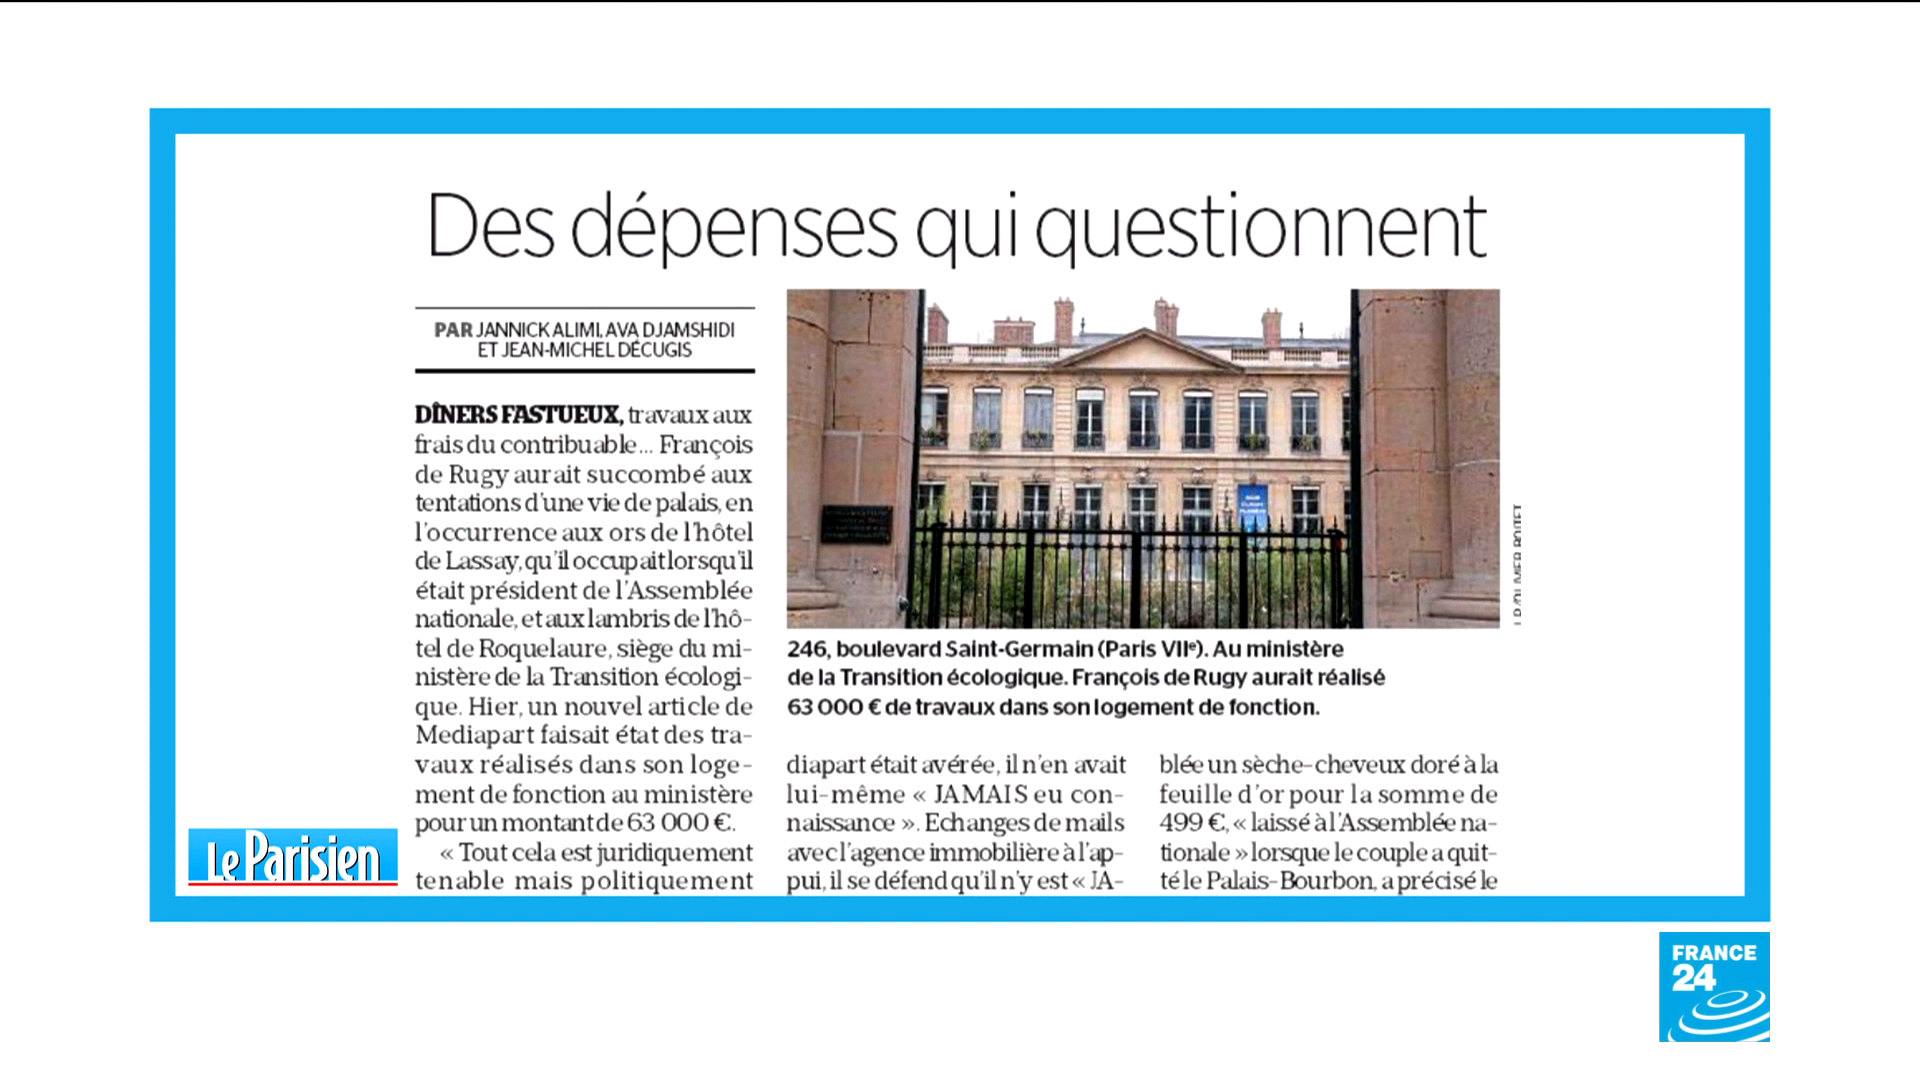 Des dépenses qui questionnent
PAR JANNICK ALIMI, AVA DJAMSHIDI
ET JEAN-MICHEL DÉCUGIS
DÎNERS FASTUEUX, travaux aux
frais du contribuable... François
de Rugy aurait succombé aux
tentations d'une vie de palais, en
l'occurrence aux ors de l'hôtel
de Lassay, qu'il occupait lorsqu'il
était président de l'Assemblée
nationale, et aux lambris de l'hô-
tel de Roquelaure, siège du mi-
nistère de la Transition écologi-
que. Hier, un nouvel article de
Mediapart faisait état des tra-
vaux réalisés dans son loge-
ment de fonction au ministère
pour un montant de 63 000 €.
« Tout cela est juridiquement
tenable mais politiquement
LP/OLIVIER BOITET
246, boulevard Saint-Germain (Paris VIIe). Au ministère
de la Transition écologique. François de Rugy aurait réalisé
63 000 € de travaux dans son logement de fonction.
diapart était avérée, il n'en avait
lui-même « JAMAIS eu con-
naissance ». Echanges de mails
avec l'agence immobilière à l'ap-
pui, il se défend qu'il n'y est « JA-
blée un sèche-cheveux doré à la
feuille d'or pour la somme de
499 €, « laissé à l'Assemblée na-
tionale » lorsque le couple a quit-
té le Palais-Bourbon, a précisé le
Le Parisien
FRANCE
24